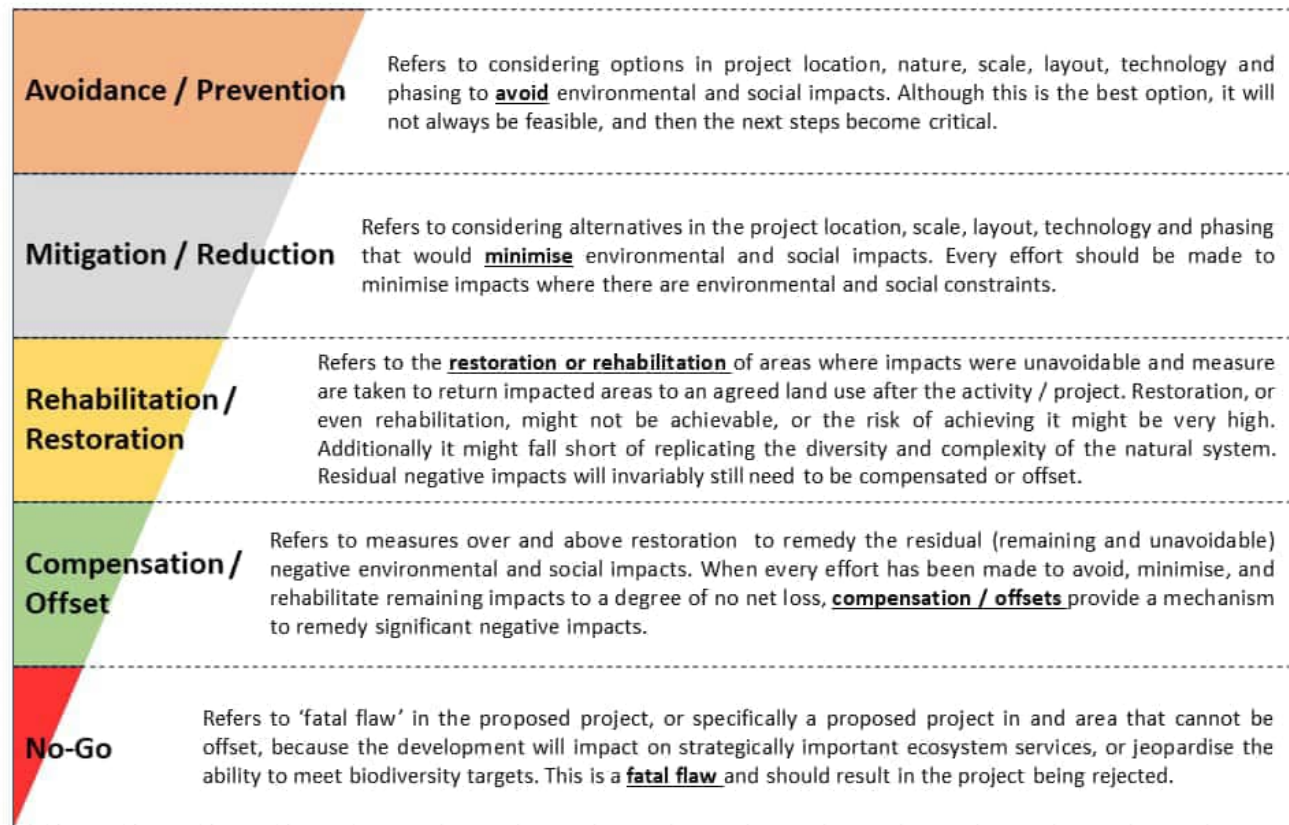 Avoidance / Prevention
Refers to considering options in project location, nature, scale, layout, technology and
phasing to avoid environmental and social impacts. Although this is the best option, it will
not always be feasible, and then the next steps become critical.
Mitigation / Reduction
Refers to considering alternatives in the project location, scale, layout, technology and phasing
that would minimise environmental and social impacts. Every effort should be made to
minimise impacts where there are environmental and social constraints.
Rehabilitation /
Restoration
Refers to the restoration or rehabilitation of areas where impacts were unavoidable and measure
are taken to return impacted areas to an agreed land use after the activity / project. Restoration, or
even rehabilitation, might not be achievable, or the risk of achieving it might be very high.
Additionally it might fall short of replicating the diversity and complexity of the natural system.
Residual negative impacts will invariably still need to be compensated or offset.
Compensation /
Offset
Refers to measures over and above restoration to remedy the residual (remaining and unavoidable)
negative environmental and social impacts. When every effort has been made to avoid, minimise, and
rehabilitate remaining impacts to a degree of no net loss, compensation / offsets provide a mechanism
to remedy significant negative impacts.
No-Go
Refers to ‘fatal flaw’ in the proposed project, or specifically a proposed project in and area that cannot be
offset, because the development will impact on strategically important ecosystem services, or jeopardise the
ability to meet biodiversity targets. This is a fatal flaw and should result in the project being rejected.